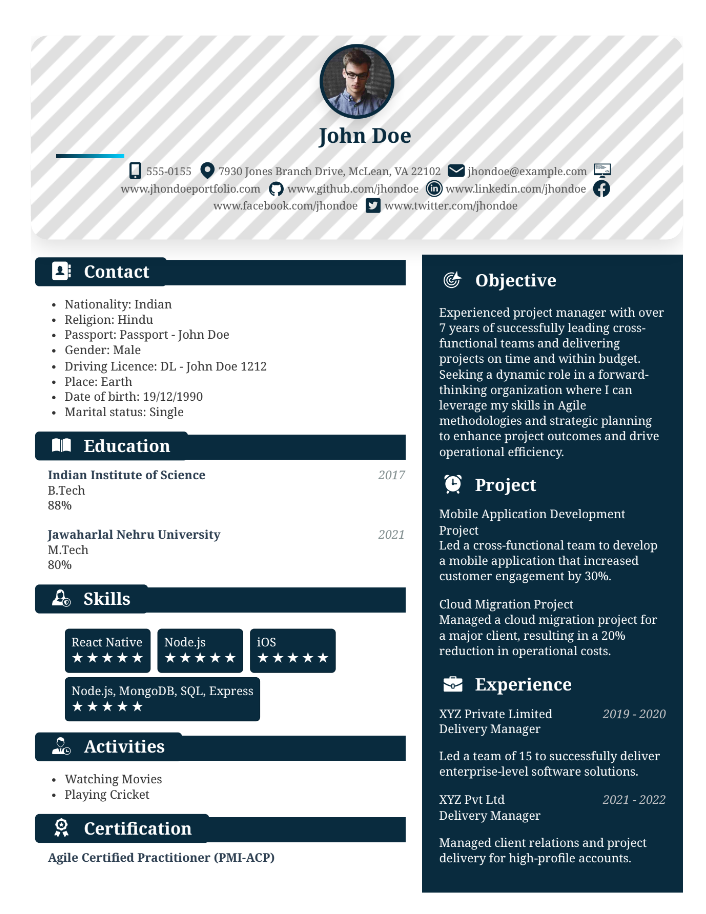 John Doe
555-0155 7930 Jones Branch Drive, McLean, VA 22102 jhondoe@example.com
www.jhondoeportfolio.com www.github.com/jhondoe www.linkedin.com/jhondoe
www.facebook.com/jhondoe www.twitter.com/jhondoe
Contact
• Nationality: Indian
• Religion: Hindu
• Passport: Passport - John Doe
• Gender: Male
• Driving Licence: DL - John Doe 1212
• Place: Earth
• Date of birth: 19/12/1990
• Marital status: Single
Education
Indian Institute of Science 2017
B.Tech
88%
Jawaharlal Nehru University 2021
M.Tech
80%
Skills
React Native Node.js iOS
★★★★★ ★★★★★ ★★★★★
Node.js, MongoDB, SQL, Express
★★★★★
Activities
• Watching Movies
• Playing Cricket
Certification
Agile Certified Practitioner (PMI-ACP)
Objective
Experienced project manager with over
7 years of successfully leading cross-
functional teams and delivering
projects on time and within budget.
Seeking a dynamic role in a forward-
thinking organization where I can
leverage my skills in Agile
methodologies and strategic planning
to enhance project outcomes and drive
operational efficiency.
Project
Mobile Application Development
Project
Led a cross-functional team to develop
a mobile application that increased
customer engagement by 30%.
Cloud Migration Project
Managed a cloud migration project for
a major client, resulting in a 20%
reduction in operational costs.
Experience
XYZ Private Limited 2019 - 2020
Delivery Manager
Led a team of 15 to successfully deliver
enterprise-level software solutions.
XYZ Pvt Ltd 2021 - 2022
Delivery Manager
Managed client relations and project
delivery for high-profile accounts.